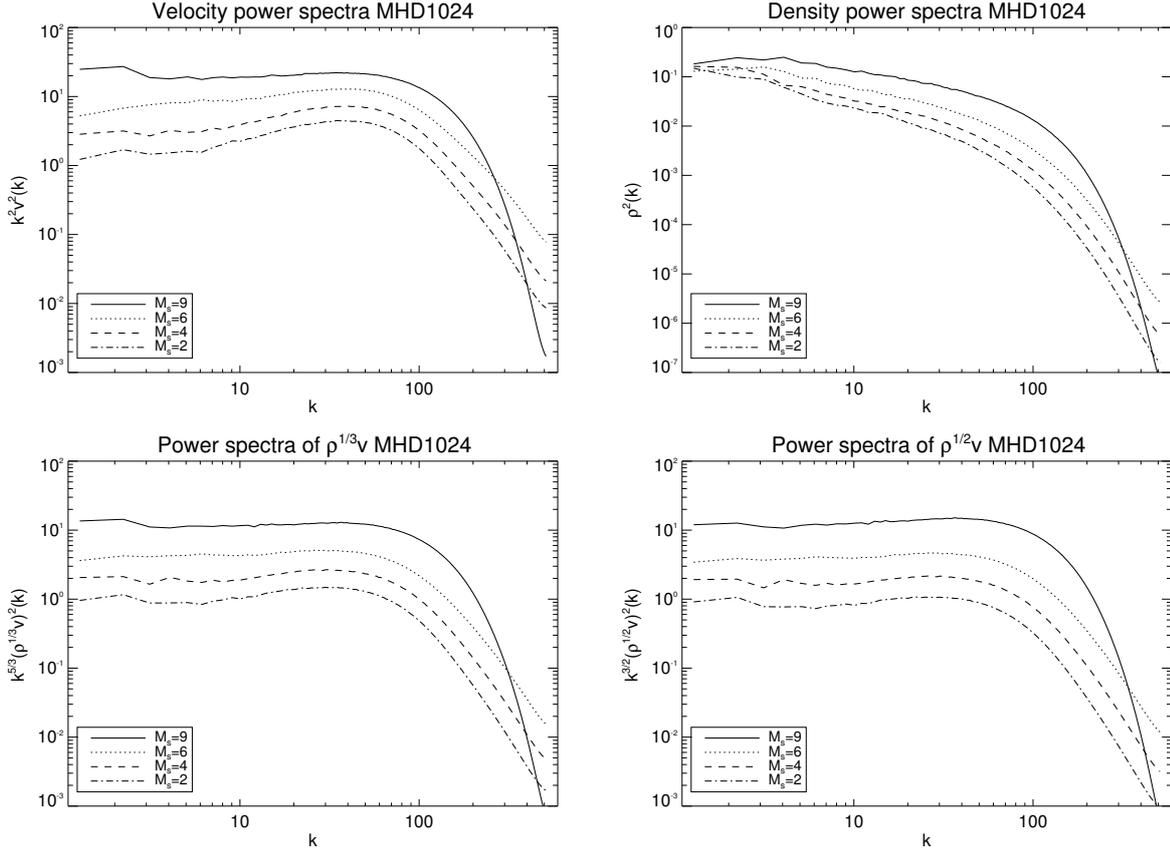 Velocity power spectra MHD1024
k²v²(k)
10²
10¹
10⁰
10⁻¹
10⁻²
10⁻³
Mₛ=9
Mₛ=6
Mₛ=4
Mₛ=2
10
100
k
Density power spectra MHD1024
ρ²(k)
10⁰
10⁻¹
10⁻²
10⁻³
10⁻⁴
10⁻⁵
10⁻⁶
10⁻⁷
Mₛ=9
Mₛ=6
Mₛ=4
Mₛ=2
10
100
k
Power spectra of ρ^1/3v MHD1024
k^5/3(ρ^1/3v)²(k)
10²
10¹
10⁰
10⁻¹
10⁻²
10⁻³
Mₛ=9
Mₛ=6
Mₛ=4
Mₛ=2
10
100
k
Power spectra of ρ^1/2v MHD1024
k^3/2(ρ^1/2v)²(k)
10²
10¹
10⁰
10⁻¹
10⁻²
10⁻³
Mₛ=9
Mₛ=6
Mₛ=4
Mₛ=2
10
100
k